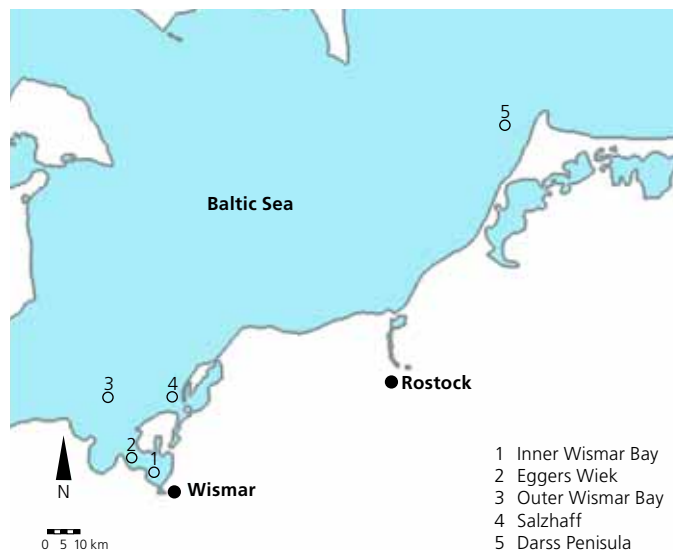 5
Baltic Sea
3
4
Rostock
2
1
N
Wismar
0 5 10 km
1 Inner Wismar Bay
2 Eggers Wiek
3 Outer Wismar Bay
4 Salzhaff
5 Darss Penisula